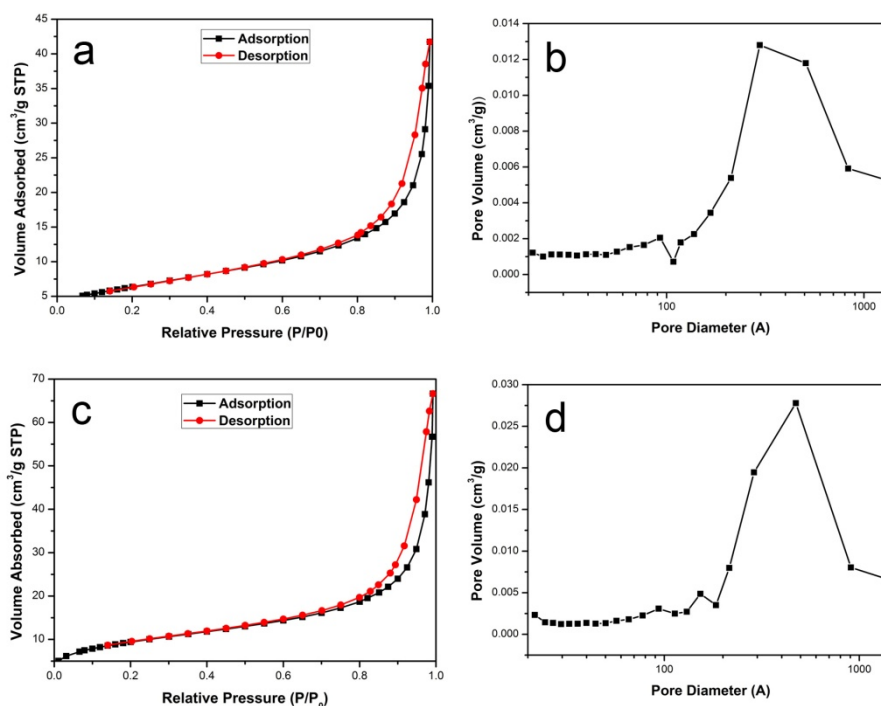 a
Adsorption
Desorption
45
40
35
30
25
20
15
10
5
0.0
0.2
0.4
0.6
0.8
1.0
Volume Adsorbed (cm³/g STP)
Relative Pressure (P/P0)
b
0.014
0.012
0.010
0.008
0.006
0.004
0.002
0.000
100
1000
Pore Volume (cm³/g))
Pore Diameter (A)
c
Adsorption
Desorption
70
60
50
40
30
20
10
0.0
0.2
0.4
0.6
0.8
1.0
Volume Absorbed (cm³/g STP)
Relative Pressure (P/P₀)
d
0.030
0.025
0.020
0.015
0.010
0.005
0.000
100
1000
Pore Volume (cm³/g)
Pore Diameter (A)